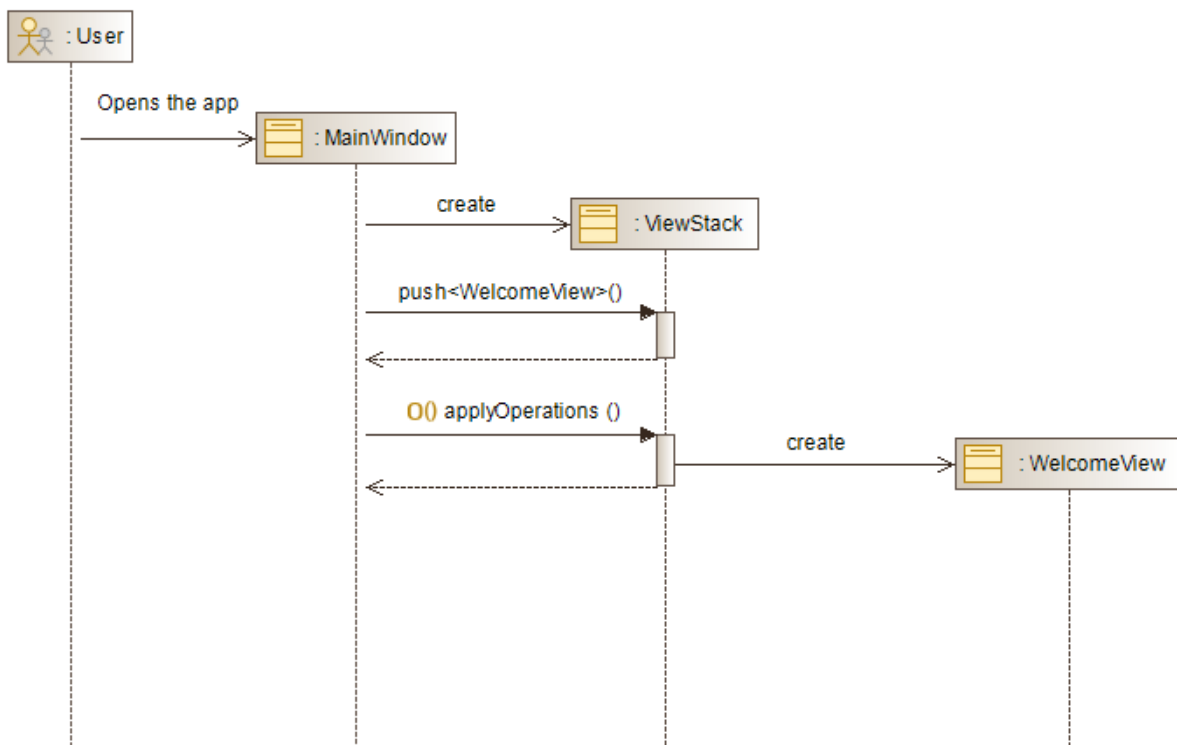 : User
Opens the app
: MainWindow
create
: ViewStack
push<WelcomeView>()
O() applyOperations ()
create
: WelcomeView